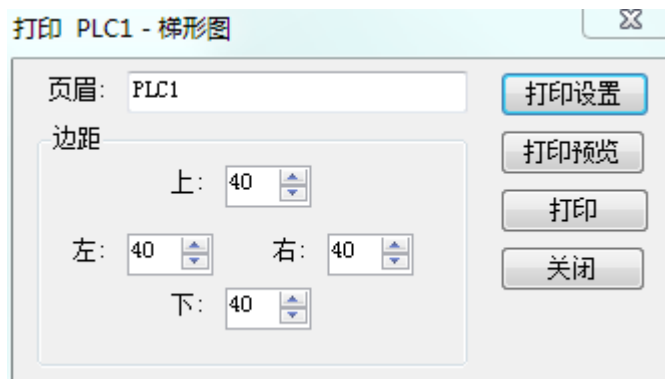 打印 PLC1 - 梯形图
页眉: PLC1
打印设置
边距
打印预览
上: 40
打印
左: 40 右: 40
关闭
下: 40